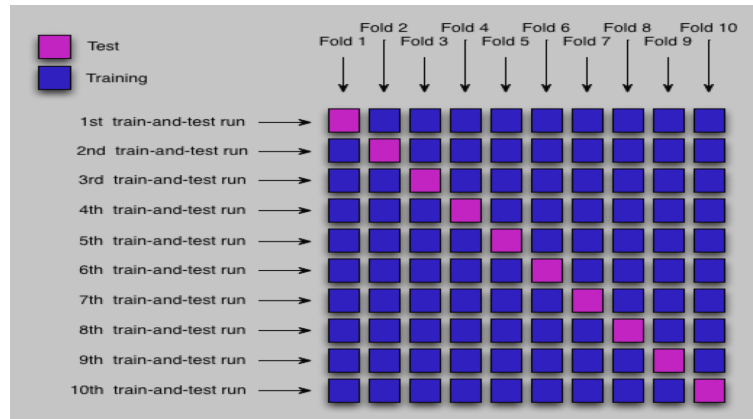 Test
Training
Fold 1
Fold 2
Fold 3
Fold 4
Fold 5
Fold 6
Fold 7
Fold 8
Fold 9
Fold 10
1st train-and-test run
2nd train-and-test run
3rd train-and-test run
4th train-and-test run
5th train-and-test run
6th train-and-test run
7th train-and-test run
8th train-and-test run
9th train-and-test run
10th train-and-test run